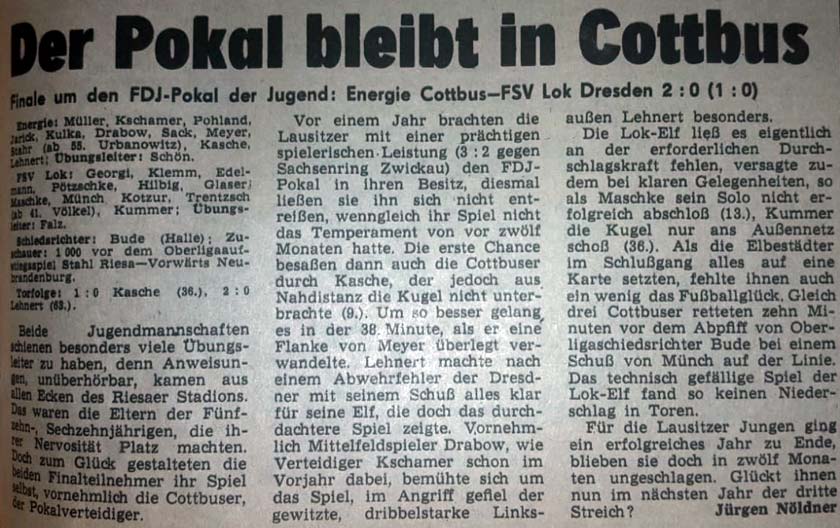 Der Pokal bleibt in Cottbus
Finale um den FDJ-Pokal der Jugend: Energie Cottbus—FSV Lok Dresden 2 : 0 (1 : 0)
Energie: Müller, Kschamer, Pohland,
Jarick, Kulka, Drabow, Sack, Meyer,
Stahr (ab 55. Urbanowitz), Kasche,
Lehnert; Übungsleiter: Schön.
FSV Lok: Georgi, Klemm, Edel-
mann, Pötzschke, Hilbig, Glaser,
Maschke, Münch Kotzur, Trentzsch
(ab 41. Völkel), Kummer; Übungs-
leiter: Falz.
Schiedsrichter: Bude (Halle); Zu-
schauer: 1 000 vor dem Oberligaauf-
stiegsspiel Stahl Riesa—Vorwärts Neu-
brandenburg.
Torfolge: 1 : 0 Kasche (36.), 2 : 0
Lehnert (63.).
Beide Jugendmannschaften
schienen besonders viele Übungs-
leiter zu haben, denn Anweisun-
gen, unüberhörbar, kamen aus
allen Ecken des Riesaer Stadions.
Das waren die Eltern der Fünf-
zehn-, Sechzehnjährigen, die ih-
rer Nervosität Platz machten.
Doch zum Glück gestalteten die
beiden Finalteilnehmer ihr Spiel
selbst, vornehmlich die Cottbuser,
der Pokalverteidiger.
Vor einem Jahr brachten die
Lausitzer mit einer prächtigen
spielerischen Leistung (3 : 2 gegen
Sachsenring Zwickau) den FDJ-
Pokal in ihren Besitz, diesmal
ließen sie ihn sich nicht ent-
reißen, wenngleich ihr Spiel nicht
das Temperament von vor zwölf
Monaten hatte. Die erste Chance
besaßen dann auch die Cottbuser
durch Kasche, der jedoch aus
Nahdistanz die Kugel nicht unter-
brachte (9.). Um so besser gelang
es in der 38. Minute, als er eine
Flanke von Meyer überlegt ver-
wandelte. Lehnert machte nach
einem Abwehrfehler der Dresd-
ner mit seinem Schuß alles klar
für seine Elf, die doch das durch-
dachtere Spiel zeigte. Vornehm-
lich Mittelfeldspieler Drabow, wie
Verteidiger Kschamer schon im
Vorjahr dabei, bemühte sich um
das Spiel, im Angriff gefiel der
gewitzte, dribbelstarke Links-
außen Lehnert besonders.
Die Lok-Elf ließ es eigentlich
an der erforderlichen Durch-
schlagskraft fehlen, versagte zu-
dem bei klaren Gelegenheiten, so
als Maschke sein Solo nicht er-
folgreich abschloß (13.), Kummer
die Kugel nur ans Außennetz
schoß (36.). Als die Elbestädter
im Schlußgang alles auf eine
Karte setzten, fehlte ihnen auch
ein wenig das Fußballglück. Gleich
drei Cottbuser retteten zehn Mi-
nuten vor dem Abpfiff von Ober-
ligaschiedsrichter Bude bei einem
Schuß von Münch auf der Linie.
Das technisch gefällige Spiel der
Lok-Elf fand so keinen Nieder-
schlag in Toren.
Für die Lausitzer Jungen ging
ein erfolgreiches Jahr zu Ende,
blieben sie doch in zwölf Mona-
ten ungeschlagen. Glückt ihnen
nun im nächsten Jahr der dritte
Streich? Jürgen Nöldner